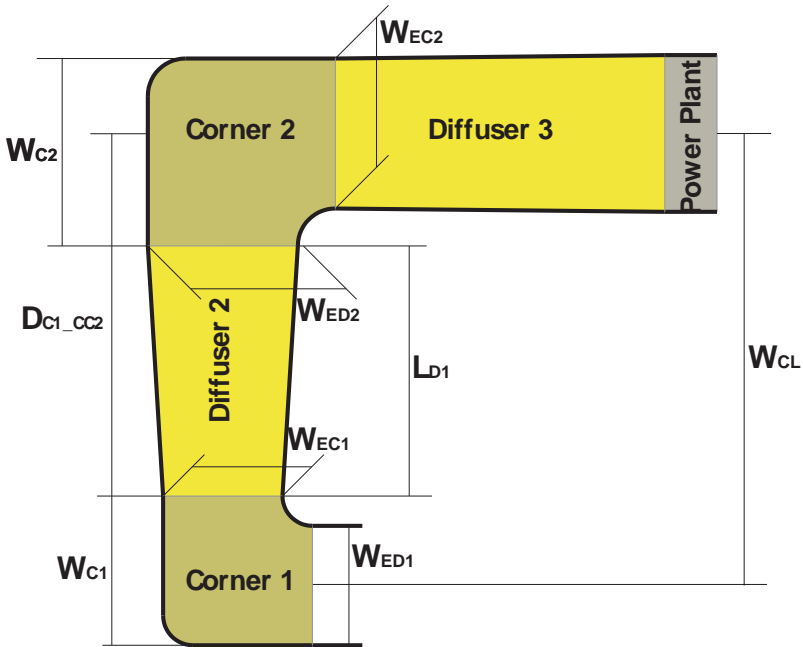 WEC2
Corner 2
Diffuser 3
Power Plant
WC2
DC1_CC2
Diffuser 2
WED2
LD1
WCL
WEC1
WC1
Corner 1
WED1